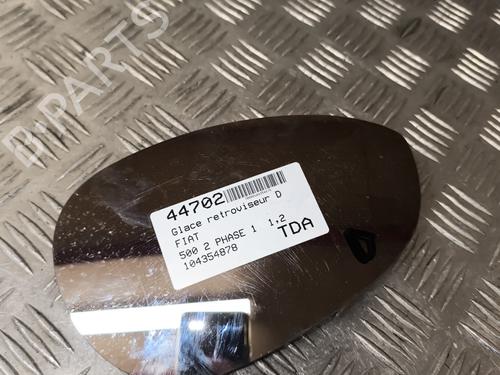 B-PARTS
44702
Glace retroviseur D
FIAT
500 2 PHASE 1 1.2
104354878
TDA
D